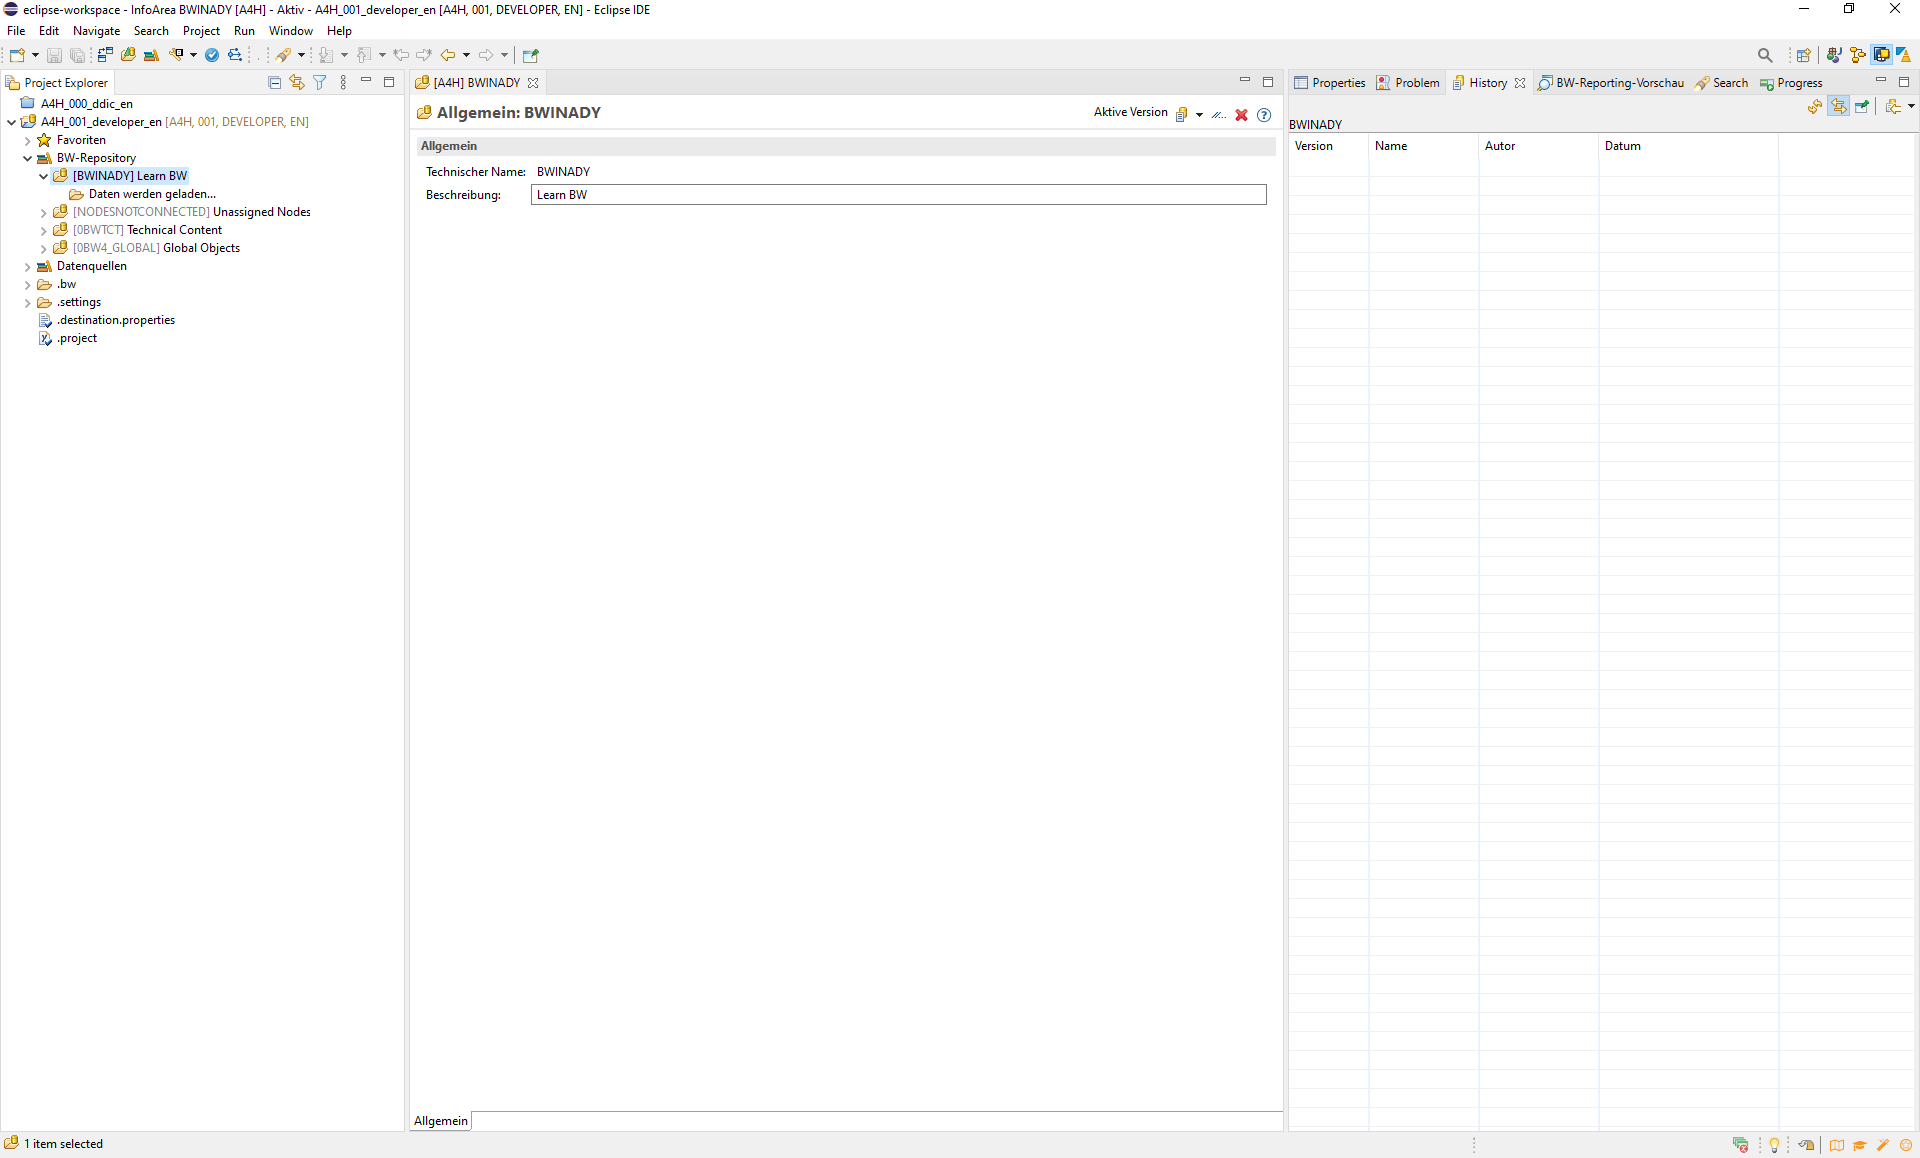 eclipse-workspace - InfoArea BWINADY [A4H] - Aktiv - A4H_001_developer_en [A4H, 001, DEVELOPER, EN] - Eclipse IDE
File Edit Navigate Search Project Run Window Help
Project Explorer
A4H_000_ddic_en
A4H_001_developer_en [A4H, 001, DEVELOPER, EN]
Favoriten
BW-Repository
[BWINADY] Learn BW
Daten werden geladen...
[NODESNOTCONNECTED] Unassigned Nodes
[0BWTCT] Technical Content
[0BW4_GLOBAL] Global Objects
Datenquellen
.bw
.settings
.destination.properties
.project
[A4H] BWINADY
Allgemein: BWINADY
Aktive Version
Allgemein
Technischer Name: BWINADY
Beschreibung: Learn BW
Allgemein
Properties Problem History BW-Reporting-Vorschau Search Progress
BWINADY
Version Name Autor Datum
1 item selected